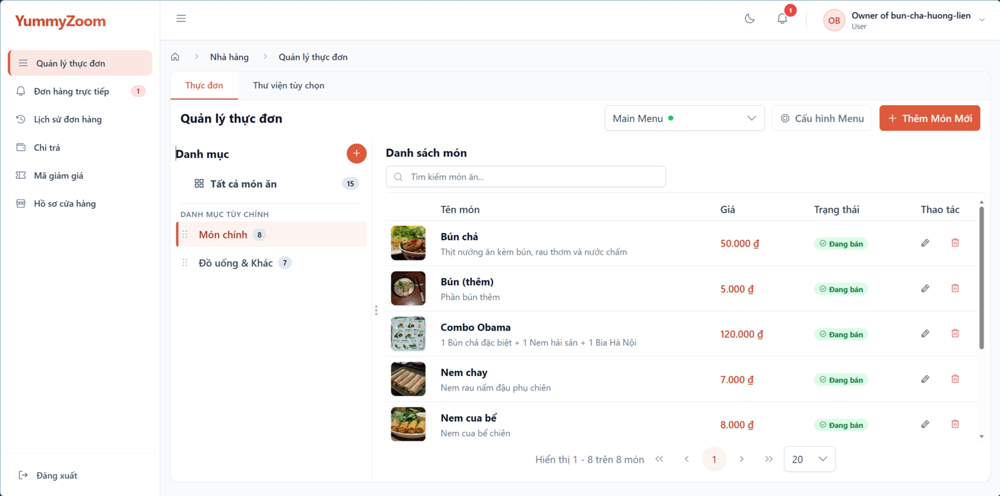 YummyZoom
1
OB
Owner of bun-cha-huong-lien
User
Quản lý thực đơn
Đơn hàng trực tiếp
1
Lịch sử đơn hàng
Chi trả
Mã giảm giá
Hồ sơ cửa hàng
Đăng xuất
Nhà hàng
Quản lý thực đơn
Thực đơn
Thư viện tùy chọn
Quản lý thực đơn
Main Menu
Cấu hình Menu
+ Thêm Món Mới
Danh mục
Tất cả món ăn
15
DANH MỤC TÙY CHỈNH
Món chính
8
Đồ uống & Khác
7
Danh sách món
Tìm kiếm món ăn...
Tên món
Giá
Trạng thái
Thao tác
Bún chả
Thịt nướng ăn kèm bún, rau thơm và nước chấm
50.000 ₫
Đang bán
Bún (thêm)
Phần bún thêm
5.000 ₫
Đang bán
Combo Obama
1 Bún chả đặc biệt + 1 Nem hải sản + 1 Bia Hà Nội
120.000 ₫
Đang bán
Nem chay
Nem rau nấm đậu phụ chiên
7.000 ₫
Đang bán
Nem cua bể
Nem cua bể chiên
8.000 ₫
Đang bán
Hiển thị 1 - 8 trên 8 món
1
20